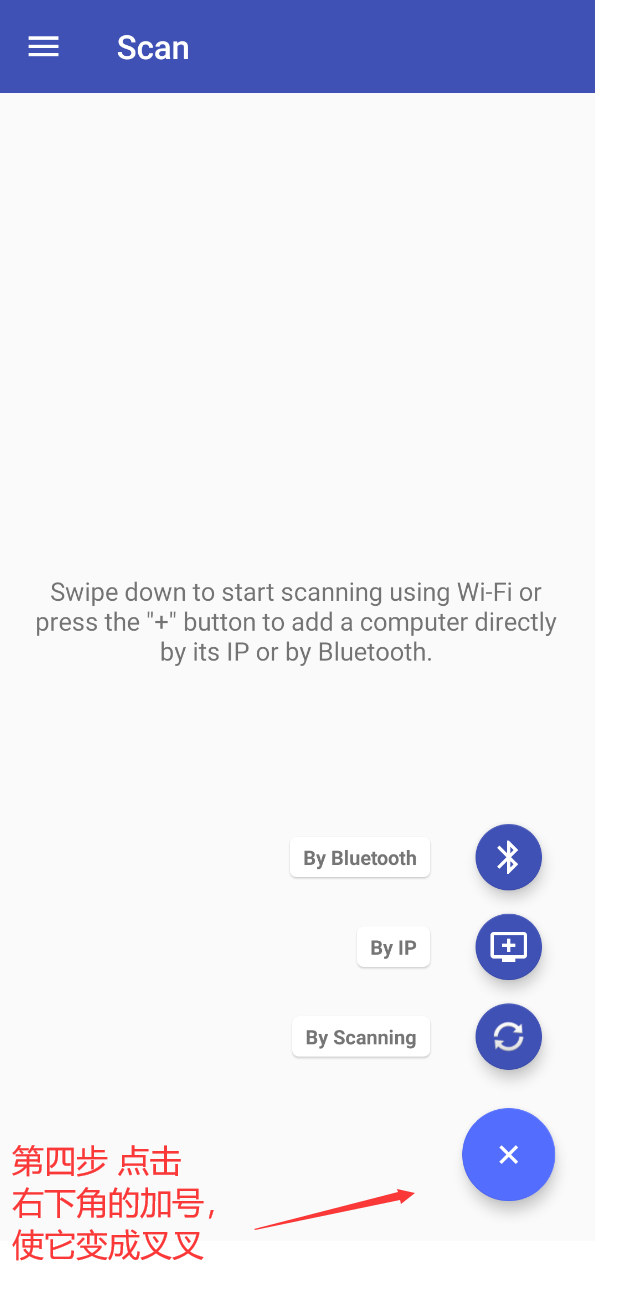 Scan
Swipe down to start scanning using Wi-Fi or
press the "+" button to add a computer directly
by its IP or by Bluetooth.
By Bluetooth
By IP
By Scanning
第四步 点击
右下角的加号，
使它变成叉叉